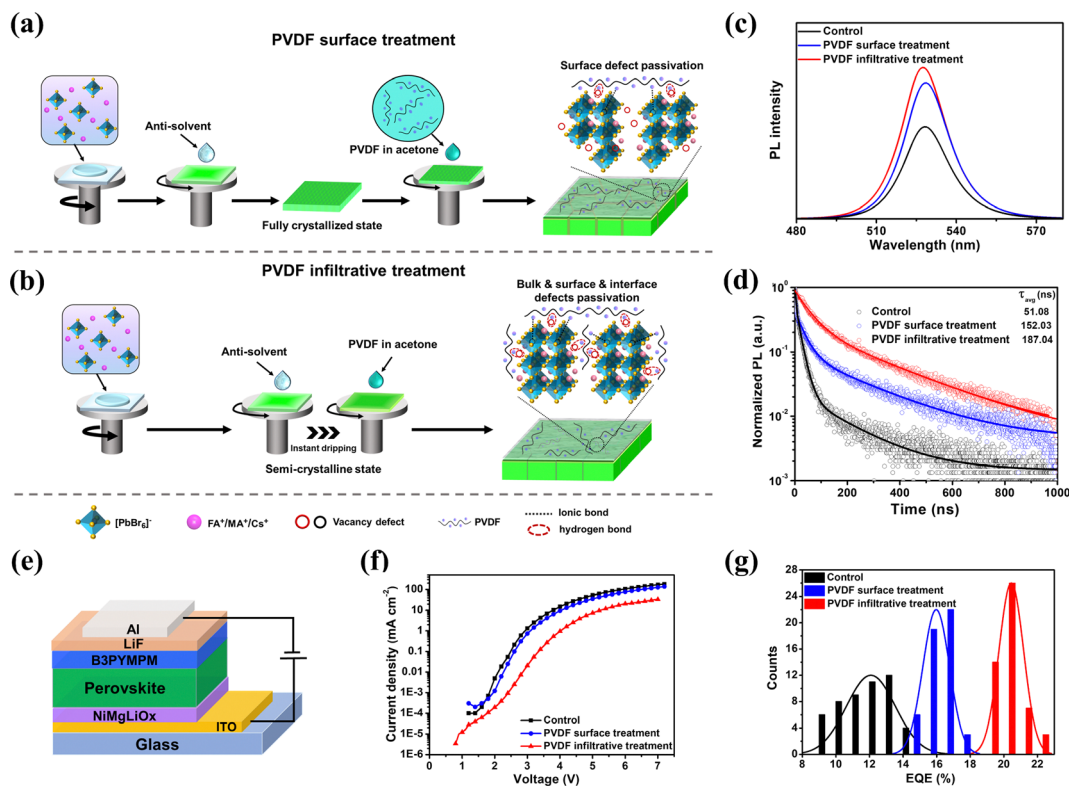 (a)
PVDF surface treatment
Anti-solvent
PVDF in acetone
Fully crystallized state
Surface defect passivation
(b)
PVDF infiltrative treatment
Anti-solvent
PVDF in acetone
Instant dripping
Semi-crystalline state
Bulk & surface & interface
defects passivation
[PbBr₆]⁻
FA⁺/MA⁺/Cs⁺
Vacancy defect
PVDF
Ionic bond
hydrogen bond
(c)
Control
PVDF surface treatment
PVDF infiltrative treatment
PL intensity
480 510 540 570
Wavelength (nm)
(d)
τavg (ns)
Control 51.08
PVDF surface treatment 152.03
PVDF infiltrative treatment 187.04
Normalized PL (a.u.)
10⁰
10⁻¹
10⁻²
10⁻³
0 200 400 600 800 1000
Time (ns)
(e)
Al
LiF
B3PYMPM
Perovskite
NiMgLiOx
ITO
Glass
(f)
Current density (mA cm⁻²)
100
10
1
0.1
0.01
1E-3
1E-4
1E-5
1E-6
Control
PVDF surface treatment
PVDF infiltrative treatment
0 1 2 3 4 5 6 7
Voltage (V)
(g)
Control
PVDF surface treatment
PVDF infiltrative treatment
Counts
28
24
20
16
12
8
4
0
8 10 12 14 16 18 20 22
EQE (%)